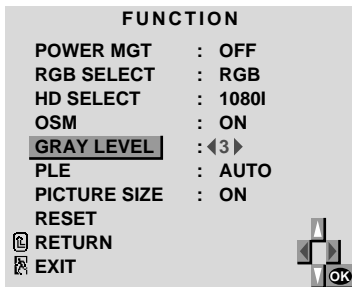 FUNCTION
POWER MGT : OFF
RGB SELECT : RGB
HD SELECT : 1080I
OSM : ON
GRAY LEVEL : 3
PLE : AUTO
PICTURE SIZE : ON
RESET
RETURN
EXIT
OK